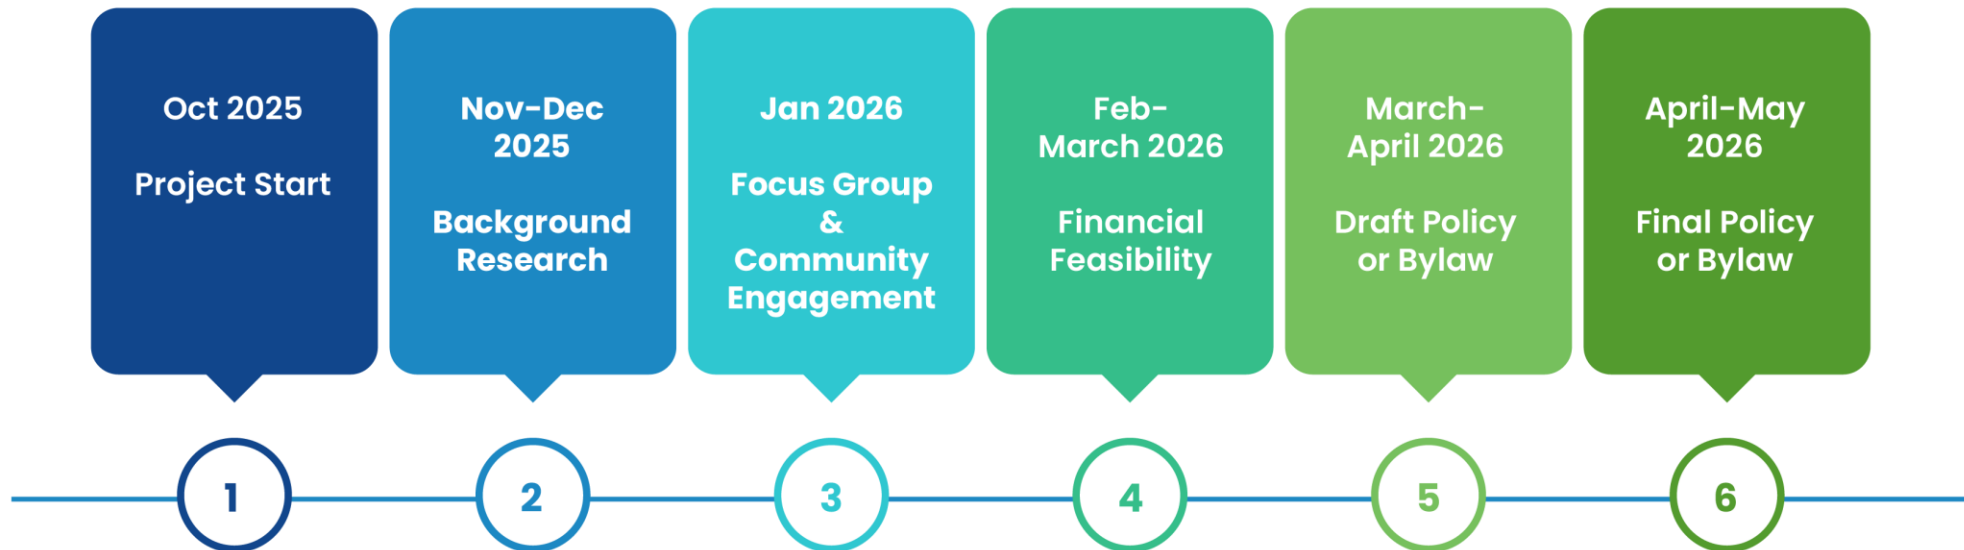 Oct 2025
Project Start
Nov-Dec
2025
Background
Research
Jan 2026
Focus Group
&
Community
Engagement
Feb-
March 2026
Financial
Feasibility
March-
April 2026
Draft Policy
or Bylaw
April-May
2026
Final Policy
or Bylaw
1
2
3
4
5
6